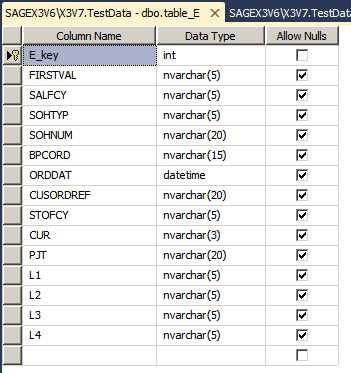 SAGEX3V6\X3V7.TestData - dbo.table_E SAGEX3V6\X3V7.TestData
Column Name Data Type Allow Nulls
E_key int
FIRSTVAL nvarchar(5)
SALFCY nvarchar(5)
SOHTYP nvarchar(5)
SOHNUM nvarchar(20)
BPCORD nvarchar(15)
ORDDAT datetime
CUSORDREF nvarchar(20)
STOFCY nvarchar(5)
CUR nvarchar(3)
PJT nvarchar(20)
L1 nvarchar(5)
L2 nvarchar(5)
L3 nvarchar(5)
L4 nvarchar(5)